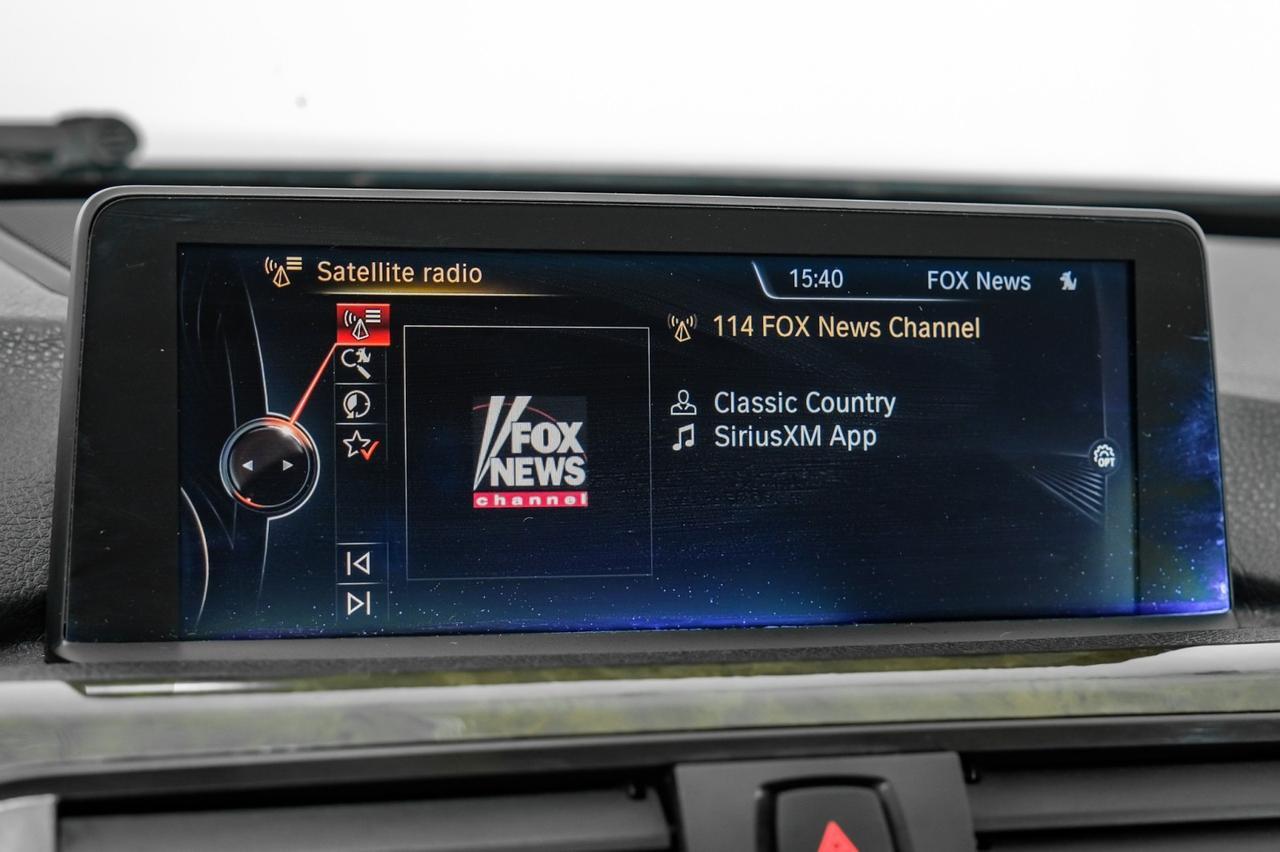 Satellite radio
15:40
FOX News
114 FOX News Channel
Classic Country
SiriusXM App
FOX
NEWS
channel
OPT